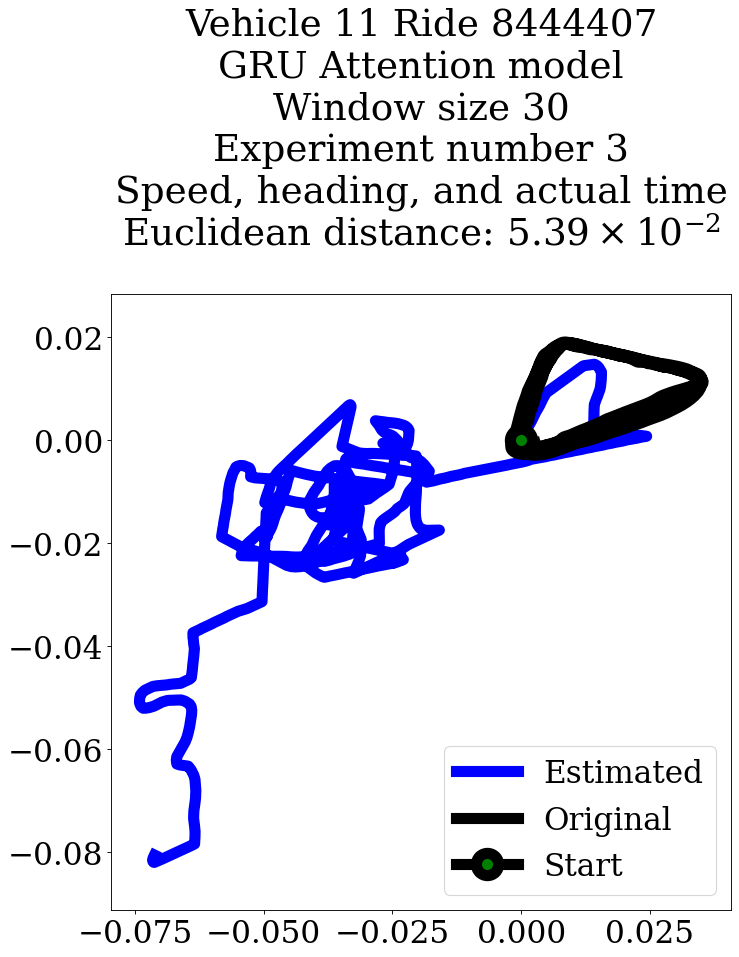 Vehicle 11 Ride 8444407
GRU Attention model
Window size 30
Experiment number 3
Speed, heading, and actual time
Euclidean distance: 5.39 × 10⁻²
0.02
0.00
−0.02
−0.04
−0.06
−0.08
Estimated
Original
Start
−0.075 −0.050 −0.025 0.000 0.025